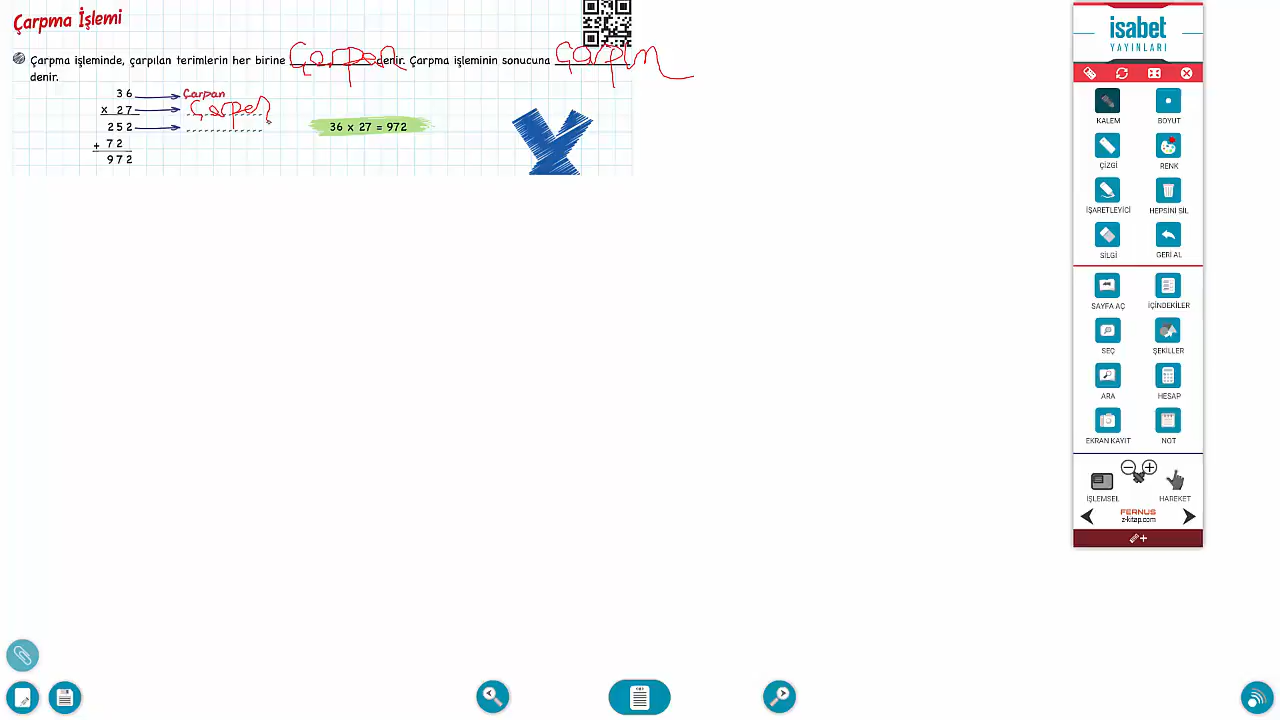 Çarpma İşlemi
Çarpma işleminde, çarpılan terimlerin her birine Çarpan denir. Çarpma işleminin sonucuna Çarpım
denir.
36 Çarpan
x 27 Çarpan
252
+ 72
972
36 x 27 = 972
isabet
YAYINLARI
KALEM BOYUT
ÇİZGİ RENK
İŞARETLEYİCİ HEPSİNİ SİL
SİLGİ GERİ AL
SAYFA AÇ İÇİNDEKİLER
SEÇ ŞEKİLLER
ARA HESAP
EKRAN KAYIT NOT
İŞLEMSEL HAREKET
FERNUS
z-kitap.com